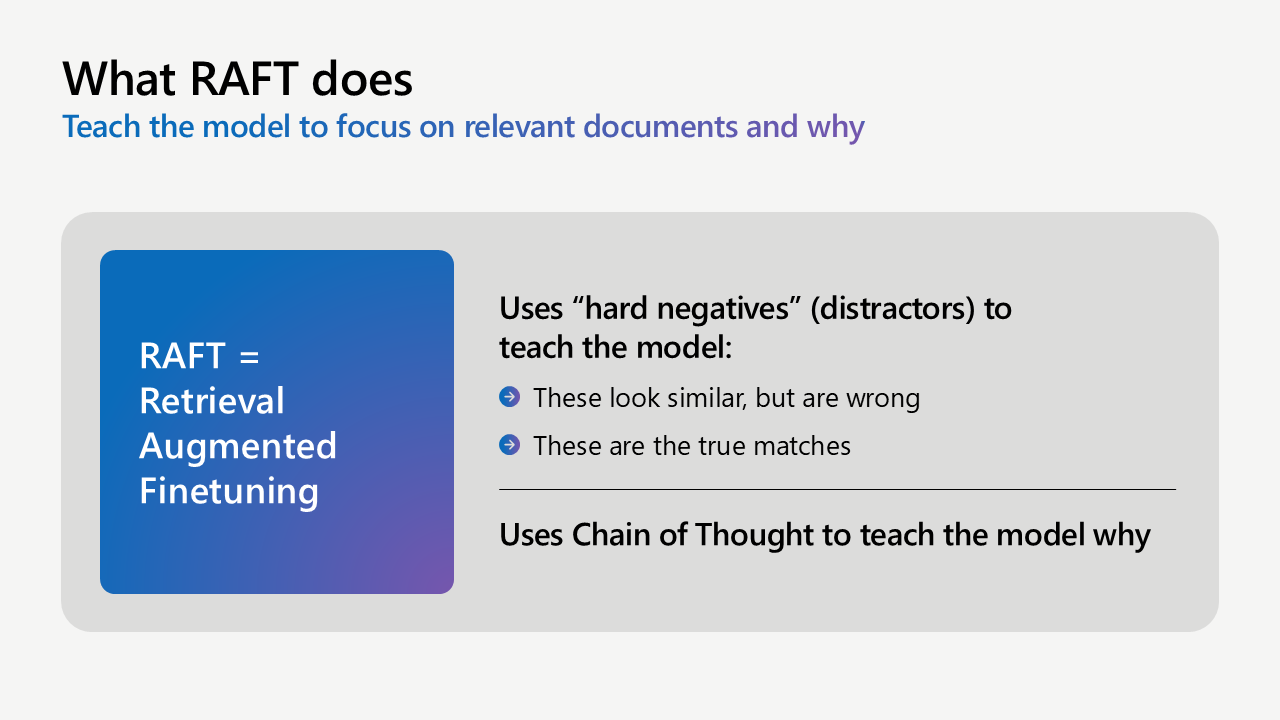 What RAFT does
Teach the model to focus on relevant documents and why
RAFT =
Retrieval
Augmented
Finetuning
Uses “hard negatives” (distractors) to
teach the model:
These look similar, but are wrong
These are the true matches
Uses Chain of Thought to teach the model why